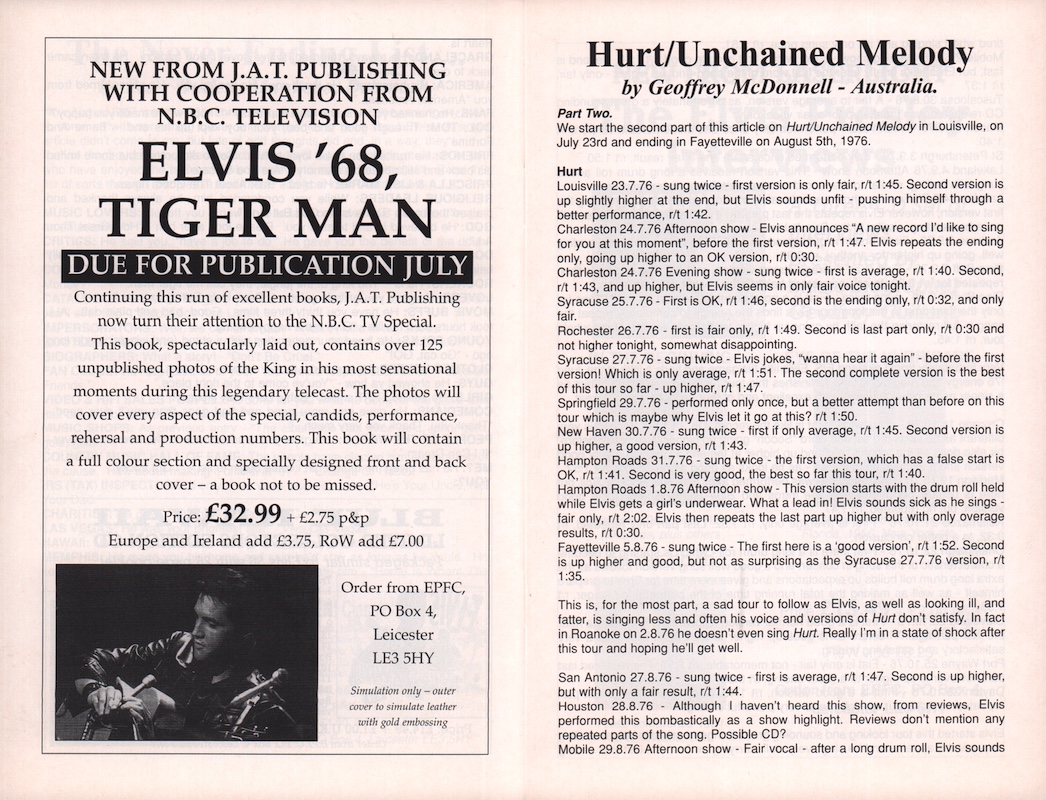 NEW FROM J.A.T. PUBLISHING
WITH COOPERATION FROM
N.B.C. TELEVISION
ELVIS ’68,
TIGER MAN
DUE FOR PUBLICATION JULY
Continuing this run of excellent books, J.A.T. Publishing
now turn their attention to the N.B.C. TV Special.
This book, spectacularly laid out, contains over 125
unpublished photos of the King in his most sensational
moments during this legendary telecast. The photos will
cover every aspect of the special, candids, performance,
rehersal and production numbers. This book will contain
a full colour section and specially designed front and back
cover – a book not to be missed.
Price: £32.99 + £2.75 p&p
Europe and Ireland add £3.75, RoW add £7.00
Order from EPFC,
PO Box 4,
Leicester
LE3 5HY
Simulation only – outer
cover to simulate leather
with gold embossing
Hurt/Unchained Melody
by Geoffrey McDonnell - Australia.
Part Two.
We start the second part of this article on Hurt/Unchained Melody in Louisville, on
July 23rd and ending in Fayetteville on August 5th, 1976.
Hurt
Louisville 23.7.76 - sung twice - first version is only fair, r/t 1:45. Second version is
up slightly higher at the end, but Elvis sounds unfit - pushing himself through a
better performance, r/t 1:42.
Charleston 24.7.76 Afternoon show - Elvis announces “A new record I’d like to sing
for you at this moment”, before the first version, r/t 1:47. Elvis repeats the ending
only, going up higher to an OK version, r/t 0:30.
Charleston 24.7.76 Evening show - sung twice - first is average, r/t 1:40. Second,
r/t 1:43, and up higher, but Elvis seems in only fair voice tonight.
Syracuse 25.7.76 - First is OK, r/t 1:46, second is the ending only, r/t 0:32, and only
fair.
Rochester 26.7.76 - first is fair only, r/t 1:49. Second is last part only, r/t 0:30 and
not higher tonight, somewhat disappointing.
Syracuse 27.7.76 - sung twice - Elvis jokes, “wanna hear it again” - before the first
version! Which is only average, r/t 1:51. The second complete version is the best
of this tour so far - up higher, r/t 1:47.
Springfield 29.7.76 - performed only once, but a better attempt than before on this
tour which is maybe why Elvis let it go at this? r/t 1:50.
New Haven 30.7.76 - sung twice - first if only average, r/t 1:45. Second version is
up higher, a good version, r/t 1:43.
Hampton Roads 31.7.76 - sung twice - the first version, which has a false start is
OK, r/t 1:41. Second is very good, the best so far this tour, r/t 1:40.
Hampton Roads 1.8.76 Afternoon show - This version starts with the drum roll held
while Elvis gets a girl’s underwear. What a lead in! Elvis sounds sick as he sings -
fair only, r/t 2:02. Elvis then repeats the last part up higher but with only overage
results, r/t 0:30.
Fayetteville 5.8.76 - sung twice - The first here is a ‘good version’, r/t 1:52. Second
is up higher and good, but not as surprising as the Syracuse 27.7.76 version, r/t
1:35.
This is, for the most part, a sad tour to follow as Elvis, as well as looking ill, and
fatter, is singing less and often his voice and versions of Hurt don’t satisfy. In fact
in Roanoke on 2.8.76 he doesn’t even sing Hurt. Really I’m in a state of shock after
this tour and hoping he’ll get well.
San Antonio 27.8.76 - sung twice - first is average, r/t 1:47. Second is up higher,
but with only a fair result, r/t 1:44.
Houston 28.8.76 - Although I haven’t heard this show, from reviews, Elvis
performed this bombastically as a show highlight. Reviews don’t mention any
repeated parts of the song. Possible CD?
Mobile 29.8.76 Afternoon show - Fair vocal - after a long drum roll, Elvis sounds